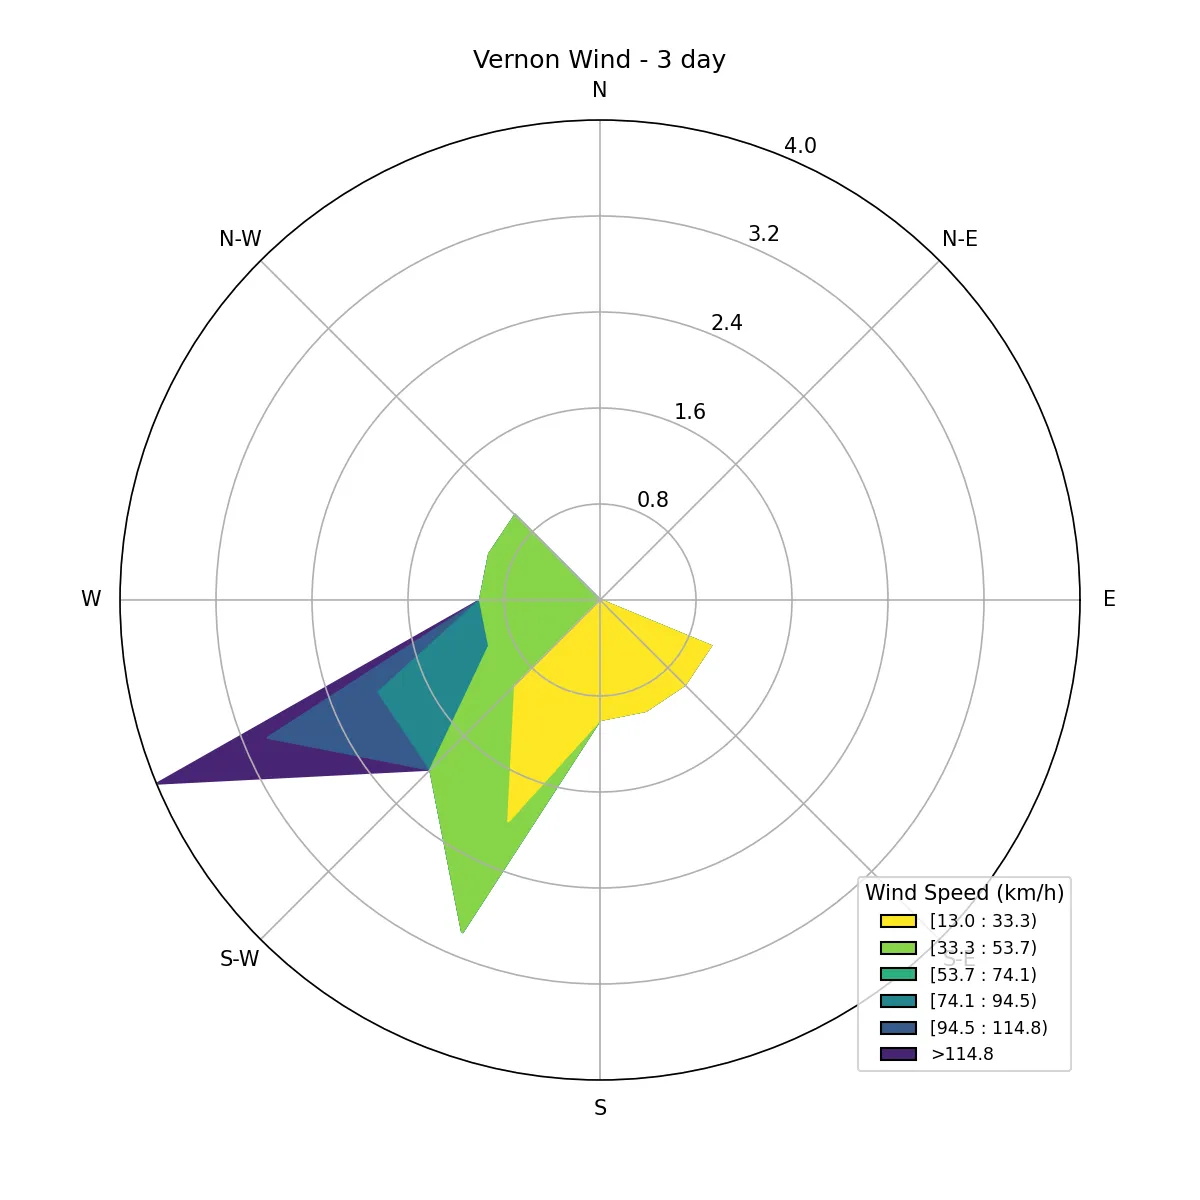 Vernon Wind - 3 day
N
4.0
N-W
3.2
N-E
2.4
1.6
0.8
W
E
Wind Speed (km/h)
[13.0 : 33.3)
[33.3 : 53.7)
S-W
S-E
[53.7 : 74.1)
[74.1 : 94.5)
[94.5 : 114.8)
>114.8
S